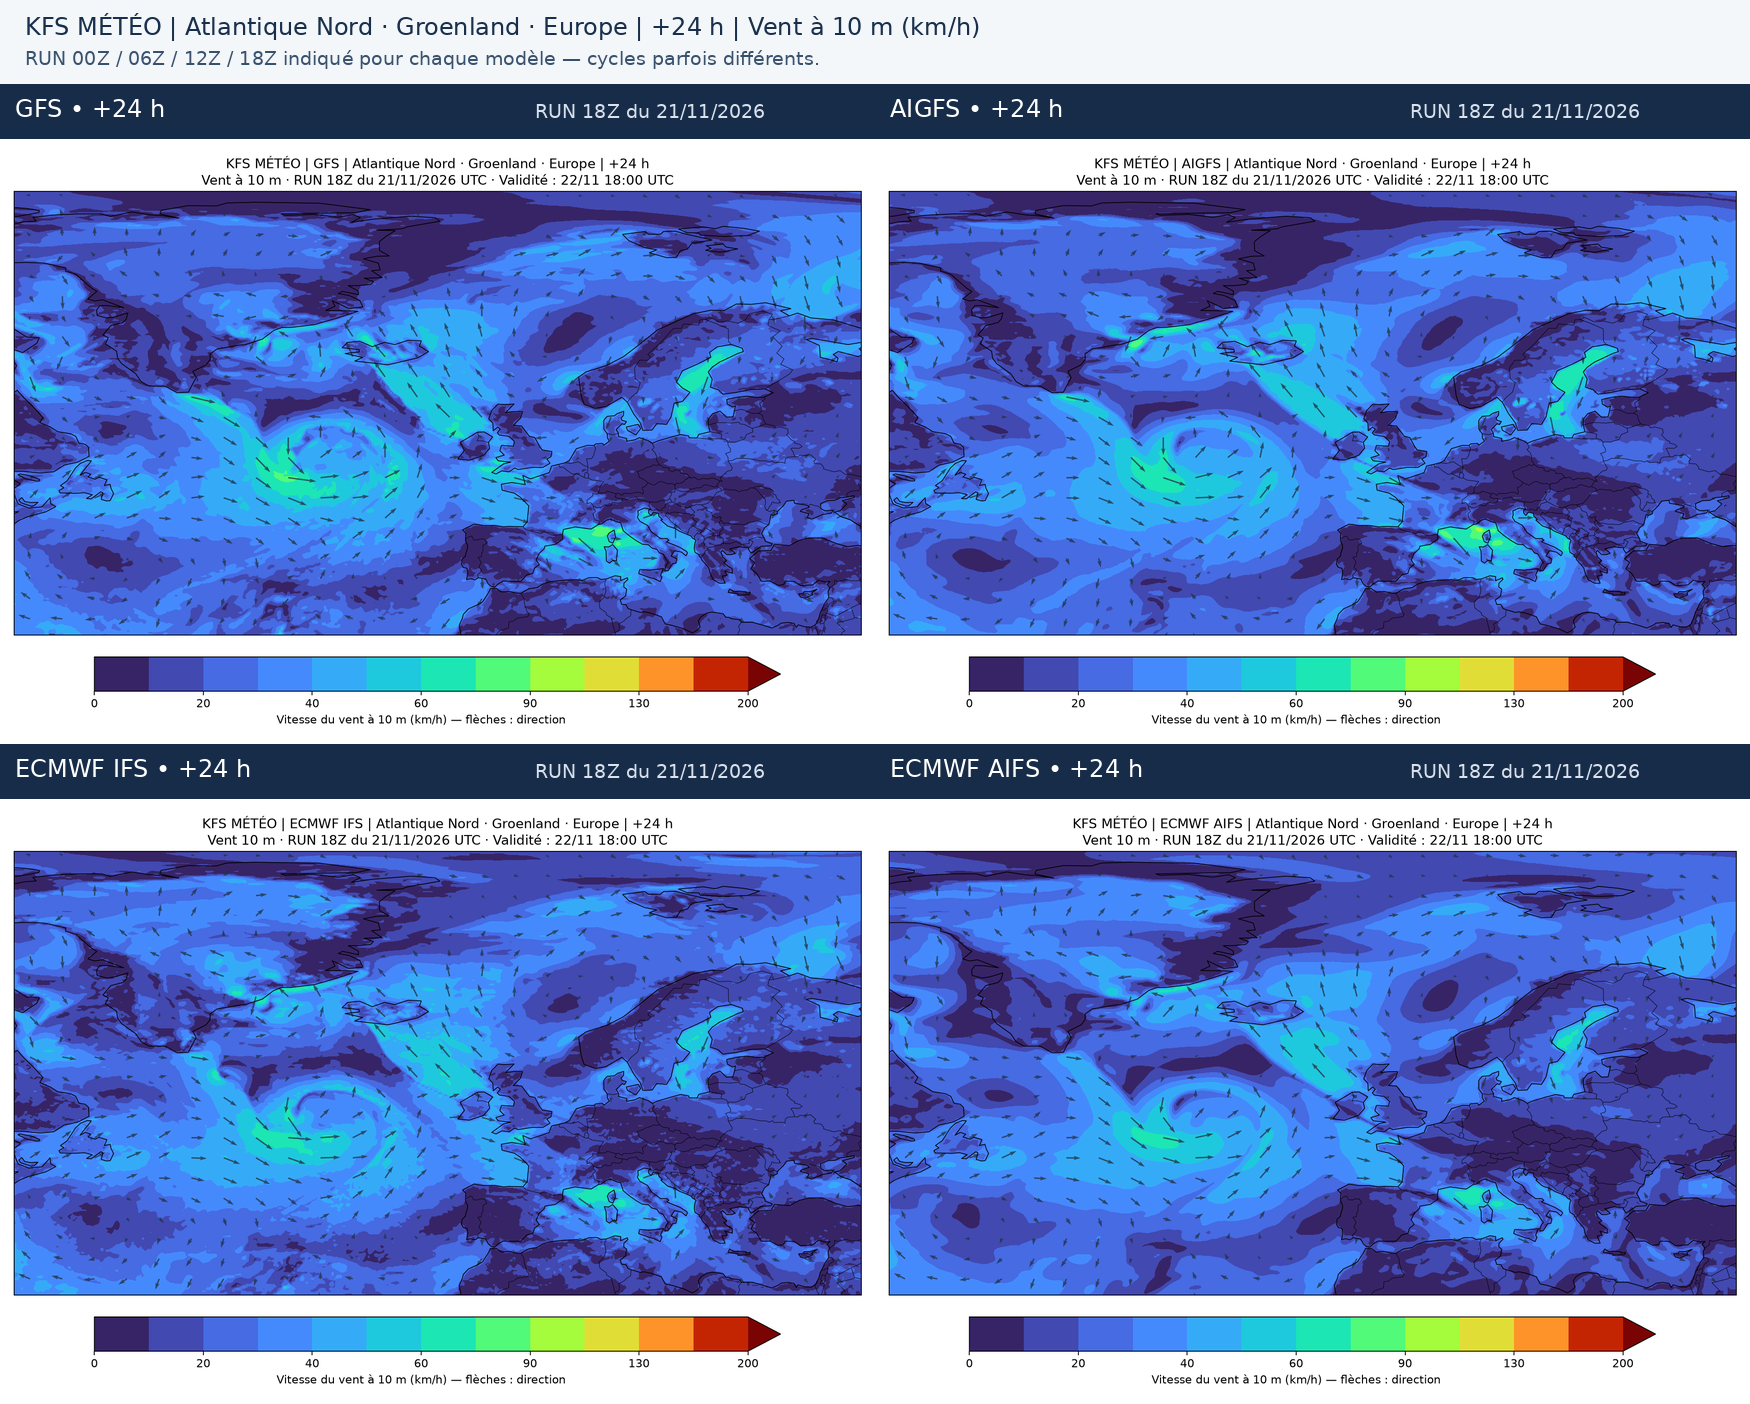 KFS MÉTÉO | Atlantique Nord · Groenland · Europe | +24 h | Vent à 10 m (km/h)
RUN 00Z / 06Z / 12Z / 18Z indiqué pour chaque modèle — cycles parfois différents.
GFS • +24 h RUN 18Z du 21/11/2026
KFS MÉTÉO | GFS | Atlantique Nord · Groenland · Europe | +24 h
Vent à 10 m · RUN 18Z du 21/11/2026 UTC · Validité : 22/11 18:00 UTC
0 20 40 60 90 130 200
Vitesse du vent à 10 m (km/h) — flèches : direction
AIGFS • +24 h RUN 18Z du 21/11/2026
KFS MÉTÉO | AIGFS | Atlantique Nord · Groenland · Europe | +24 h
Vent à 10 m · RUN 18Z du 21/11/2026 UTC · Validité : 22/11 18:00 UTC
0 20 40 60 90 130 200
Vitesse du vent à 10 m (km/h) — flèches : direction
ECMWF IFS • +24 h RUN 18Z du 21/11/2026
KFS MÉTÉO | ECMWF IFS | Atlantique Nord · Groenland · Europe | +24 h
Vent 10 m · RUN 18Z du 21/11/2026 UTC · Validité : 22/11 18:00 UTC
0 20 40 60 90 130 200
Vitesse du vent à 10 m (km/h) — flèches : direction
ECMWF AIFS • +24 h RUN 18Z du 21/11/2026
KFS MÉTÉO | ECMWF AIFS | Atlantique Nord · Groenland · Europe | +24 h
Vent 10 m · RUN 18Z du 21/11/2026 UTC · Validité : 22/11 18:00 UTC
0 20 40 60 90 130 200
Vitesse du vent à 10 m (km/h) — flèches : direction